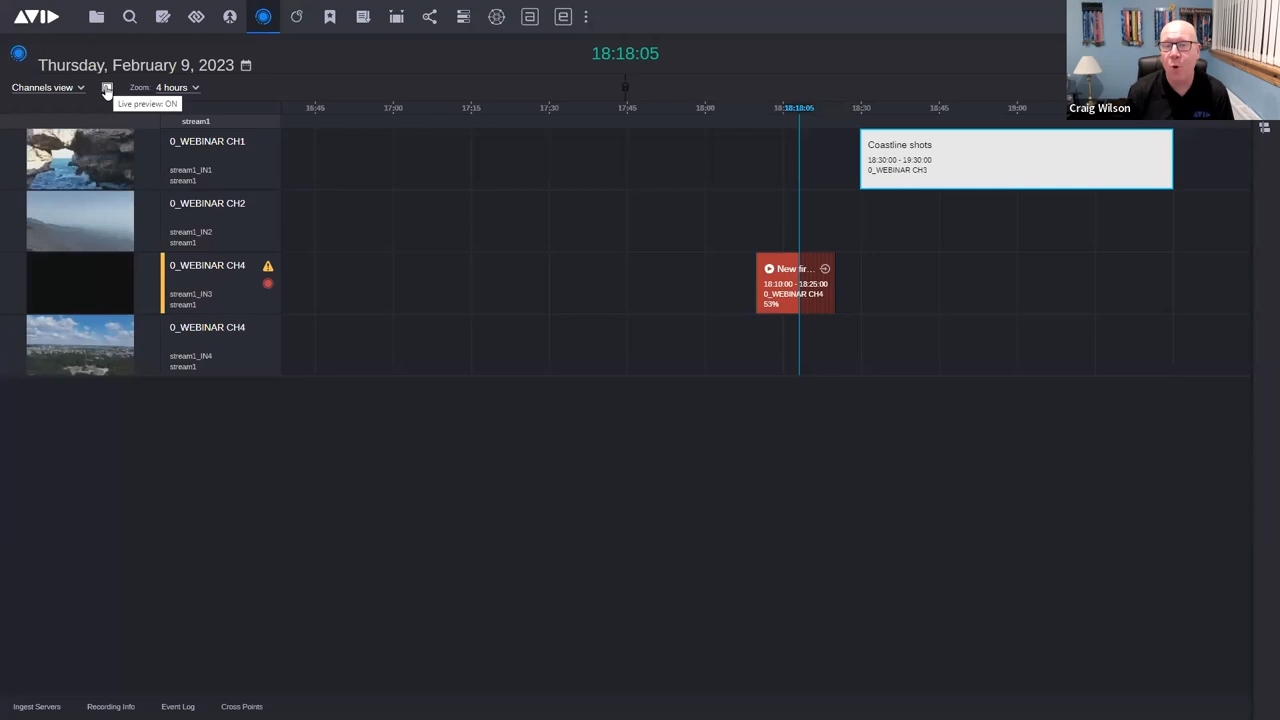 AVID
18:18:05
Thursday, February 9, 2023
Channels view
Zoom: 4 hours
Live preview: ON
Craig Wilson
16:45 17:00 17:15 17:30 17:45 18:00 18:18:05 18:30 18:45 19:00
stream1
0_WEBINAR CH1
stream1_IN1
stream1
Coastline shots
18:30:00 - 19:30:00
0_WEBINAR CH3
0_WEBINAR CH2
stream1_IN2
stream1
0_WEBINAR CH4
stream1_IN3
stream1
New fir...
18:10:00 - 18:25:00
0_WEBINAR CH4
53%
0_WEBINAR CH4
stream1_IN4
stream1
Ingest Servers Recording Info Event Log Cross Points